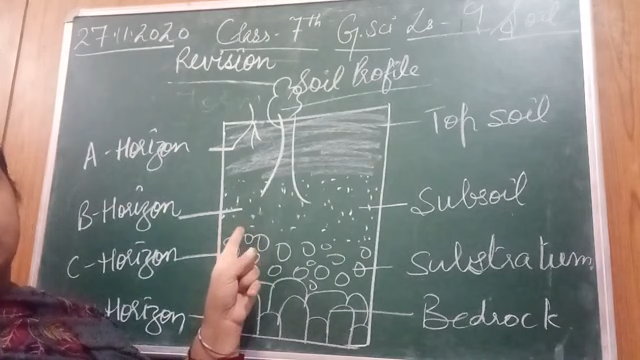 27.11.2020 Class- 7th G.Sci Ls- 9 Soil
Revision
Soil Profile
A-Horizon Top soil
B-Horizon Subsoil
C-Horizon Substratum
Horizon Bedrock